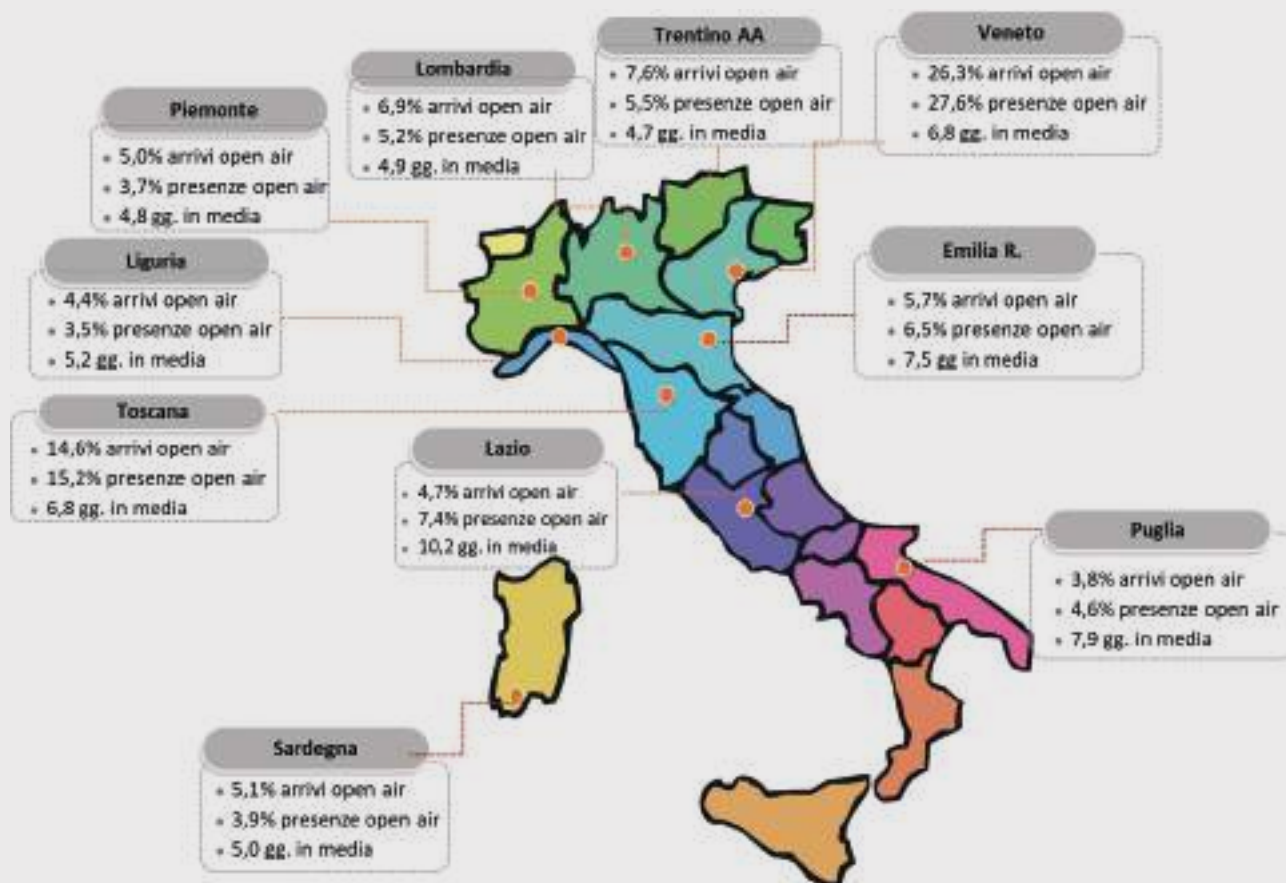 Trentino AA
7,6% arrivi open air
5,5% presenze open air
4,7 gg. in media
Veneto
26,3% arrivi open air
27,6% presenze open air
6,8 gg. in media
Lombardia
6,9% arrivi open air
5,2% presenze open air
4,9 gg. in media
Piemonte
5,0% arrivi open air
3,7% presenze open air
4,8 gg. in media
Liguria
4,4% arrivi open air
3,5% presenze open air
5,2 gg. in media
Emilia R.
5,7% arrivi open air
6,5% presenze open air
7,5 gg in media
Toscana
14,6% arrivi open air
15,2% presenze open air
6,8 gg. in media
Lazio
4,7% arrivi open air
7,4% presenze open air
10,2 gg. in media
Puglia
3,8% arrivi open air
4,6% presenze open air
7,9 gg. in media
Sardegna
5,1% arrivi open air
3,9% presenze open air
5,0 gg. in media